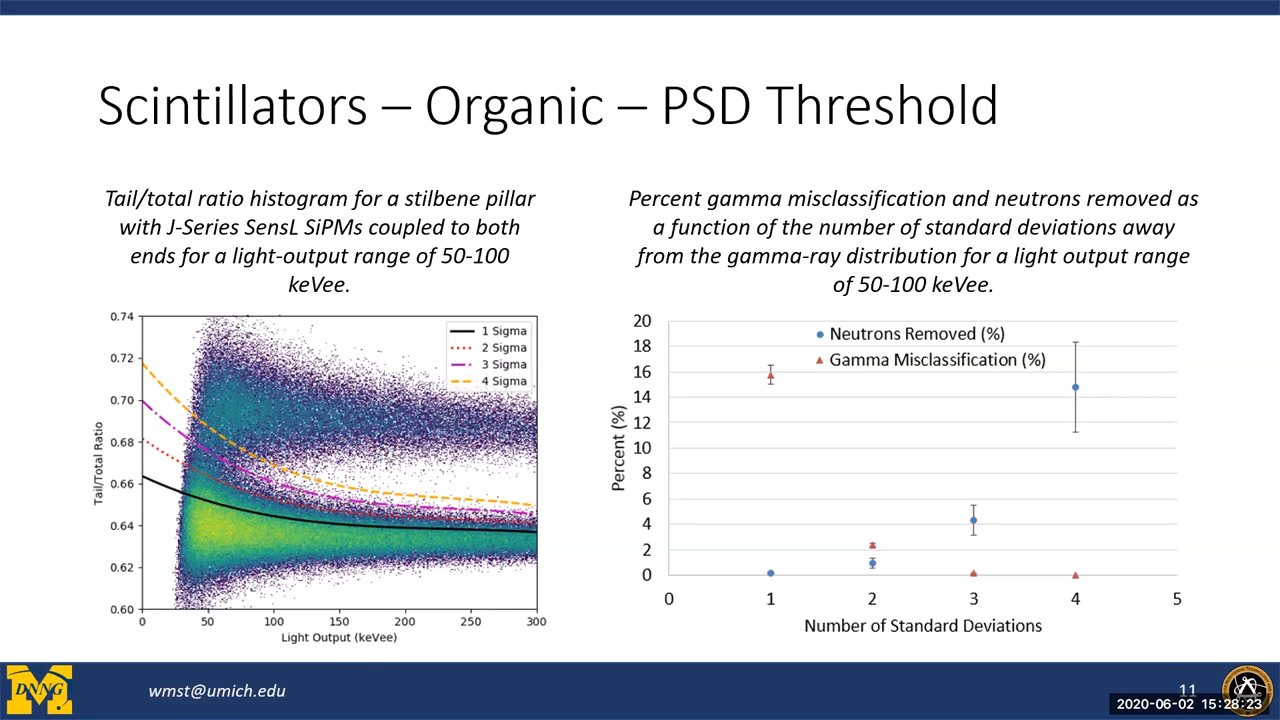 Scintillators – Organic – PSD Threshold
Tail/total ratio histogram for a stilbene pillar
with J-Series SensL SiPMs coupled to both
ends for a light-output range of 50-100
keVee.
Percent gamma misclassification and neutrons removed as
a function of the number of standard deviations away
from the gamma-ray distribution for a light output range
of 50-100 keVee.
Tail/Total Ratio
0.74
0.72
0.70
0.68
0.66
0.64
0.62
0.60
1 Sigma
2 Sigma
3 Sigma
4 Sigma
0 50 100 150 200 250 300
Light Output (keVee)
Percent (%)
20
18
16
14
12
10
8
6
4
2
0
Neutrons Removed (%)
Gamma Misclassification (%)
0 1 2 3 4 5
Number of Standard Deviations
DNNG
wmst@umich.edu
11
2020-06-02 15:28:23